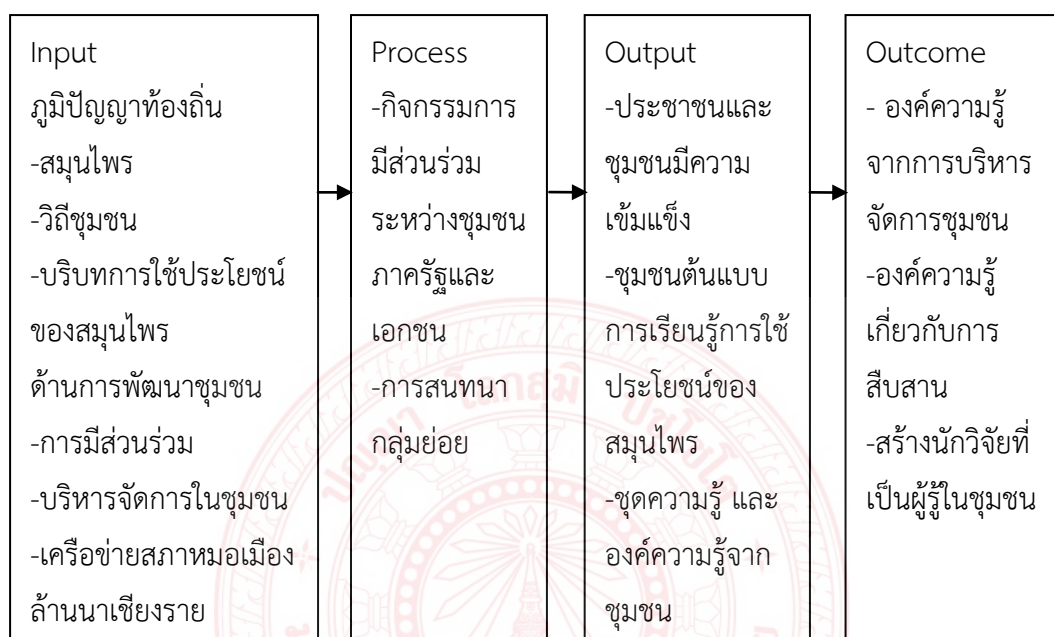 Input
ภูมิปัญญาท้องถิ่น
-สมุนไพร
-วิถีชุมชน
-บริบทการใช้ประโยชน์
ของสมุนไพร
ด้านการพัฒนาชุมชน
-การมีส่วนร่วม
-บริหารจัดการในชุมชน
-เครือข่ายสภาหมอเมือง
ล้านนาเชียงราย
Process
-กิจกรรมการ
มีส่วนร่วม
ระหว่างชุมชน
ภาครัฐและ
เอกชน
-การสนทนา
กลุ่มย่อย
Output
-ประชาชนและ
ชุมชนมีความ
เข้มแข็ง
-ชุมชนต้นแบบ
การเรียนรู้การใช้
ประโยชน์ของ
สมุนไพร
-ชุดความรู้ และ
องค์ความรู้จาก
ชุมชน
Outcome
- องค์ความรู้
จากการบริหาร
จัดการชุมชน
-องค์ความรู้
เกี่ยวกับการ
สืบสาน
-สร้างนักวิจัยที่
เป็นผู้รู้ในชุมชน